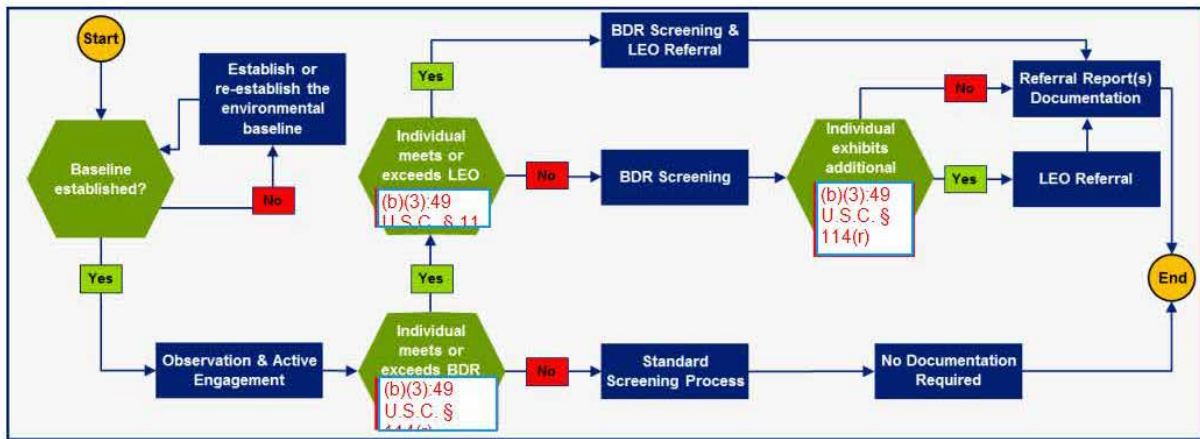 Start
Establish or
re-establish the
environmental
baseline
Baseline
established?
No
Yes
Observation & Active
Engagement
Individual
meets or
exceeds BDR
(b)(3):49
U.S.C. §
114(r)
Yes
No
Individual
meets or
exceeds LEO
(b)(3):49
U.S.C. § 11
Yes
No
BDR Screening &
LEO Referral
BDR Screening
Individual
exhibits
additional
(b)(3):49
U.S.C. §
114(r)
No
Yes
Referral Report(s)
Documentation
LEO Referral
Standard
Screening Process
No Documentation
Required
End